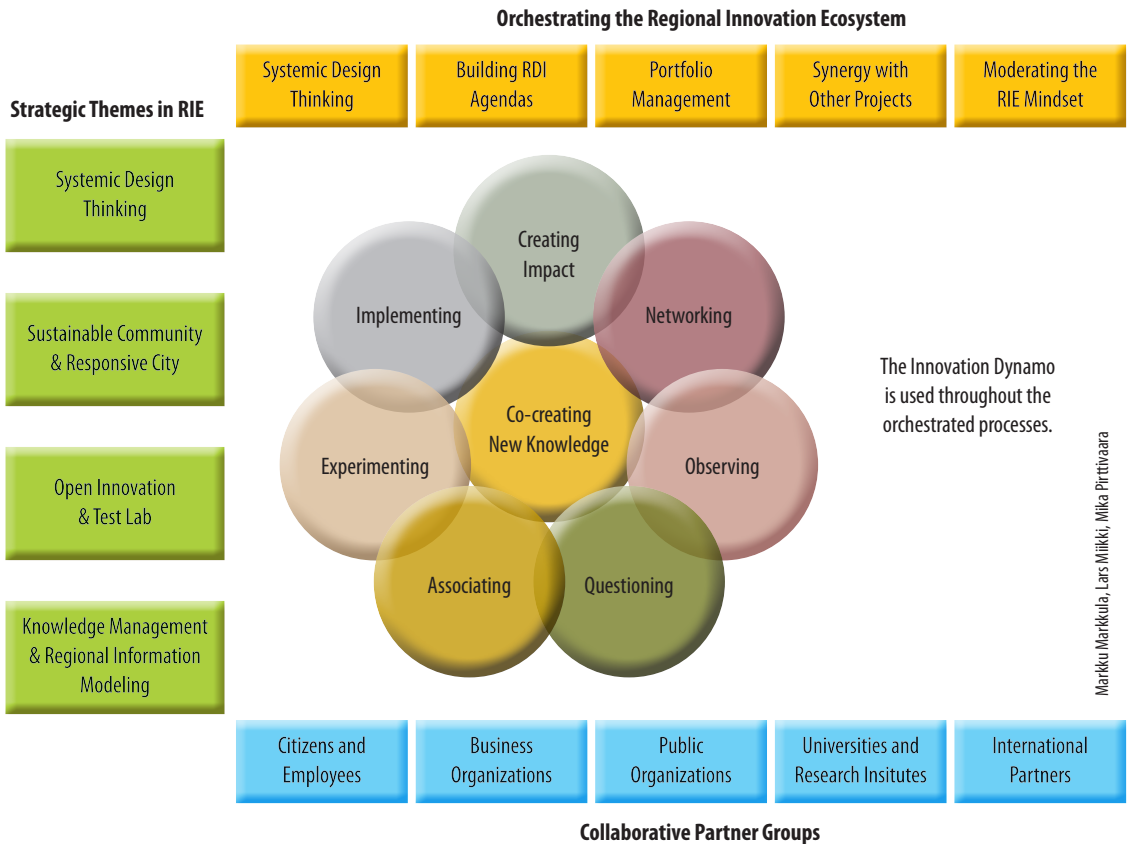 Orchestrating the Regional Innovation Ecosystem
Systemic Design
Thinking
Building RDI
Agendas
Portfolio
Management
Synergy with
Other Projects
Moderating the
RIE Mindset
Strategic Themes in RIE
Systemic Design
Thinking
Sustainable Community
& Responsive City
Open Innovation
& Test Lab
Knowledge Management
& Regional Information
Modeling
Creating
Impact
Implementing
Networking
Co-creating
New Knowledge
Experimenting
Observing
Associating
Questioning
The Innovation Dynamo
is used throughout the
orchestrated processes.
Markku Markkula, Lars Miikki, Mika Pirttivaara
Citizens and
Employees
Business
Organizations
Public
Organizations
Universities and
Research Insitutes
International
Partners
Collaborative Partner Groups